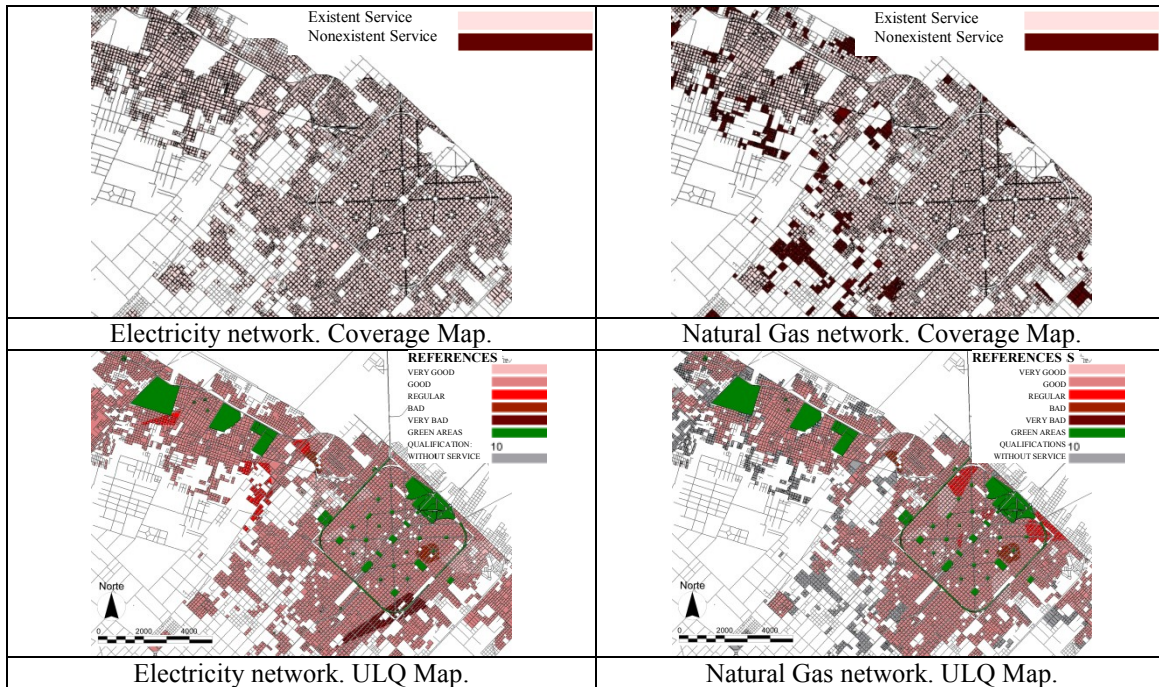 Existent Service
Nonexistent Service
Existent Service
Nonexistent Service
Electricity network. Coverage Map.
Natural Gas network. Coverage Map.
REFERENCES
VERY GOOD
GOOD
REGULAR
BAD
VERY BAD
GREEN AREAS
QUALIFICATION: 10
WITHOUT SERVICE
Norte
0 2000 4000
REFERENCES S
VERY GOOD
GOOD
REGULAR
BAD
VERY BAD
GREEN AREAS
QUALIFICATIONS 10
WITHOUT SERVICE
Norte
0 2000 4000
Electricity network. ULQ Map.
Natural Gas network. ULQ Map.